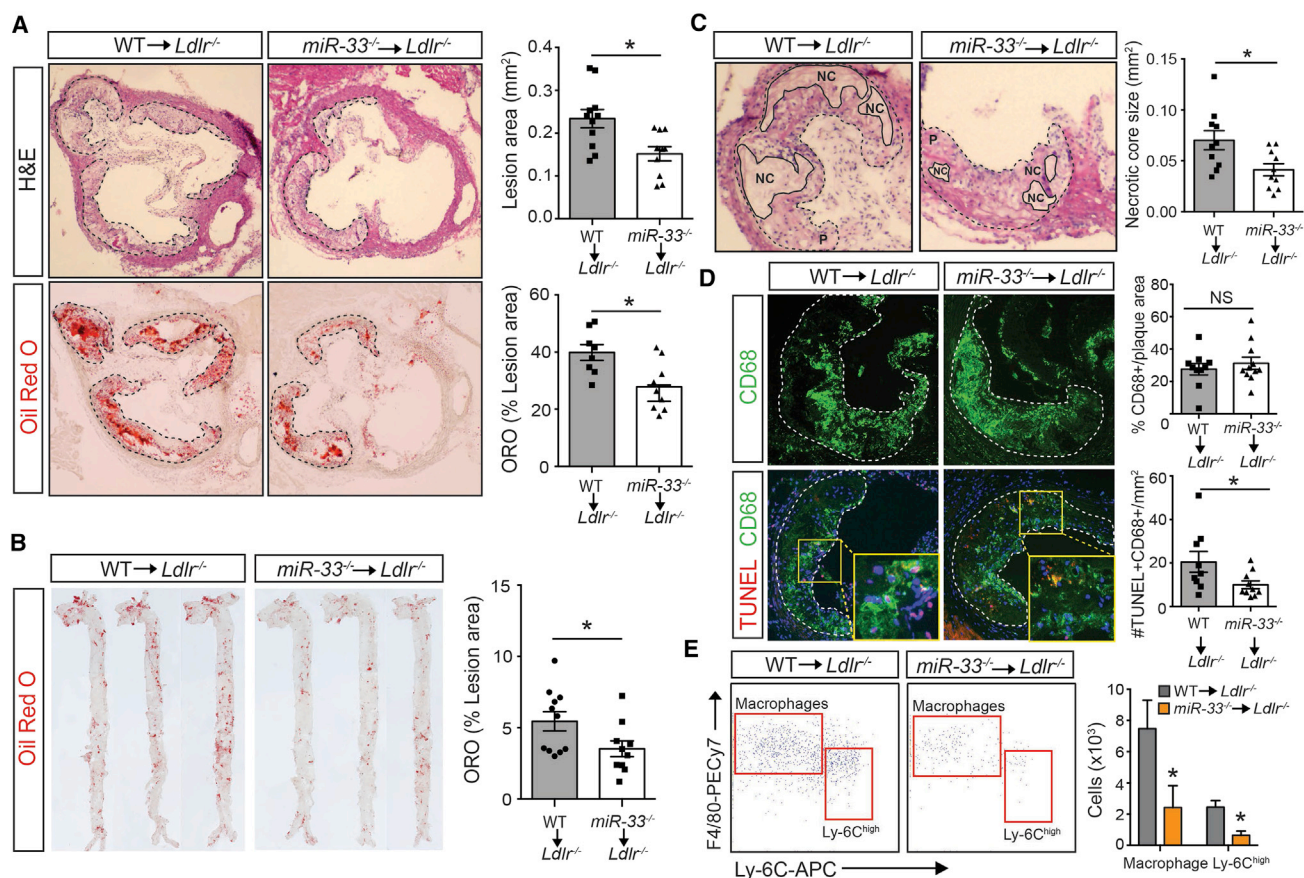 A
WT→Ldlr-/-
miR-33-/-→Ldlr-/-
H&E
Oil Red O
Lesion area (mm²)
0.4
0.3
0.2
0.1
0.0
*
WT
miR-33-/-
↓
↓
Ldlr-/-
Ldlr-/-
ORO (% Lesion area)
60
40
20
0
*
WT
miR-33-/-
↓
↓
Ldlr-/-
Ldlr-/-
B
WT→Ldlr-/-
miR-33-/-→Ldlr-/-
Oil Red O
ORO (% Lesion area)
15
10
5
0
*
WT
miR-33-/-
↓
↓
Ldlr-/-
Ldlr-/-
C
WT→Ldlr-/-
miR-33-/-→Ldlr-/-
NC
NC
NC
P
P
NC
NC
NC
Necrotic core size (mm²)
0.15
0.10
0.05
0.00
*
WT
miR-33-/-
↓
↓
Ldlr-/-
Ldlr-/-
D
WT→Ldlr-/-
miR-33-/-→Ldlr-/-
CD68
TUNEL CD68
% CD68+/plaque area
80
60
40
20
0
NS
WT
miR-33-/-
↓
↓
Ldlr-/-
Ldlr-/-
#TUNEL+CD68+/mm²
60
40
20
0
*
WT
miR-33-/-
↓
↓
Ldlr-/-
Ldlr-/-
E
WT→Ldlr-/-
miR-33-/-→Ldlr-/-
F4/80-PECy7
Macrophages
Macrophages
Ly-6Chigh
Ly-6Chigh
Ly-6C-APC
WT→Ldlr-/-
miR-33-/-→Ldlr-/-
Cells (x10³)
10
8
6
4
2
0
*
*
Macrophage Ly-6Chigh